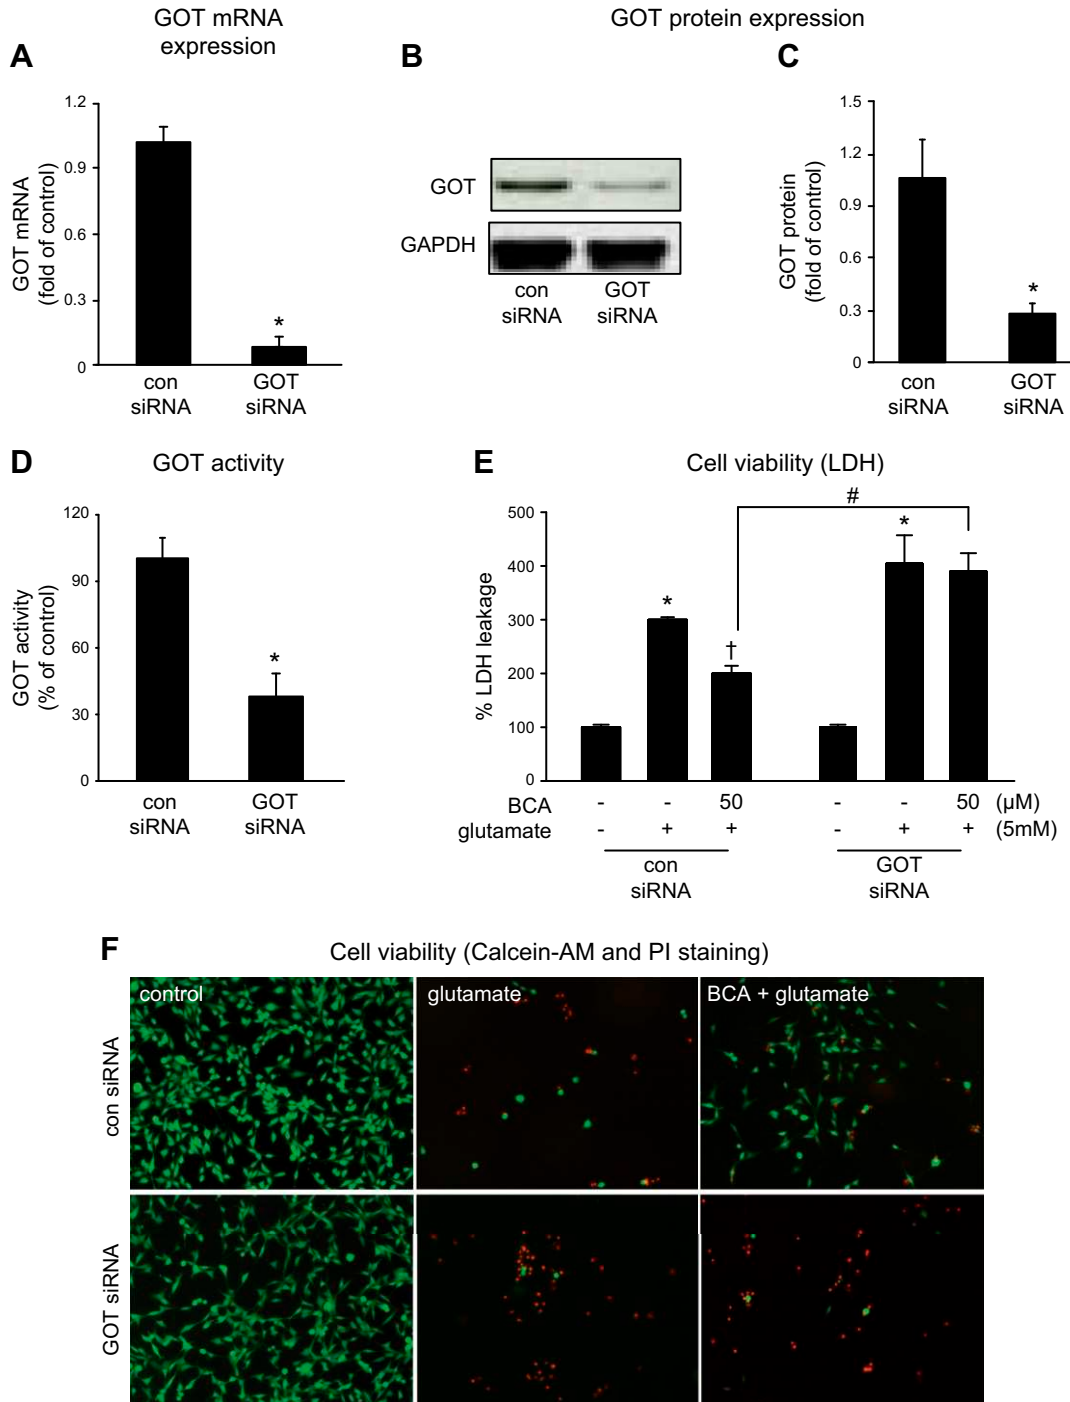 GOT mRNA
expression
GOT protein expression
A
B
C
GOT mRNA
(fold of control)
1.2
0.9
0.6
0.3
0
*
con
siRNA
GOT
siRNA
GOT
GAPDH
con
siRNA
GOT
siRNA
GOT protein
(fold of control)
1.5
1.2
0.9
0.6
0.3
0
*
con
siRNA
GOT
siRNA
D
GOT activity
GOT activity
(% of control)
120
90
60
30
0
*
con
siRNA
GOT
siRNA
E
Cell viability (LDH)
% LDH leakage
500
400
300
200
100
0
*
†
#
*
BCA - - 50 - - 50 (µM)
glutamate - + + - + + (5mM)
con
siRNA
GOT
siRNA
F
Cell viability (Calcein-AM and PI staining)
control
glutamate
BCA + glutamate
con siRNA
GOT siRNA